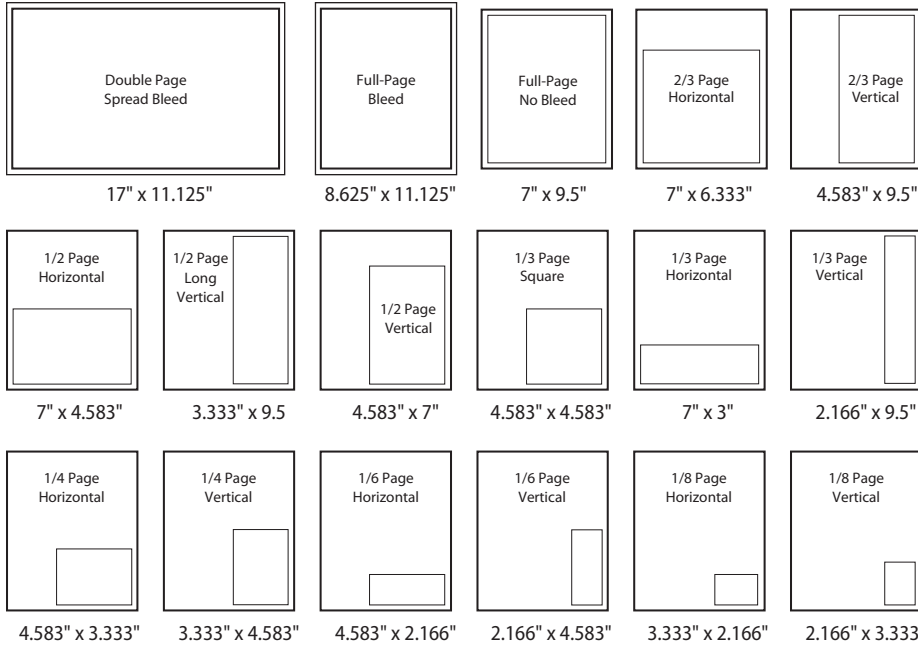 Double Page
Spread Bleed
17" x 11.125"
Full-Page
Bleed
8.625" x 11.125"
Full-Page
No Bleed
7" x 9.5"
2/3 Page
Horizontal
7" x 6.333"
2/3 Page
Vertical
4.583" x 9.5"
1/2 Page
Horizontal
7" x 4.583"
1/2 Page
Long
Vertical
3.333" x 9.5
1/2 Page
Vertical
4.583" x 7"
1/3 Page
Square
4.583" x 4.583"
1/3 Page
Horizontal
7" x 3"
1/3 Page
Vertical
2.166" x 9.5"
1/4 Page
Horizontal
4.583" x 3.333"
1/4 Page
Vertical
3.333" x 4.583"
1/6 Page
Horizontal
4.583" x 2.166"
1/6 Page
Vertical
2.166" x 4.583"
1/8 Page
Horizontal
3.333" x 2.166"
1/8 Page
Vertical
2.166" x 3.333